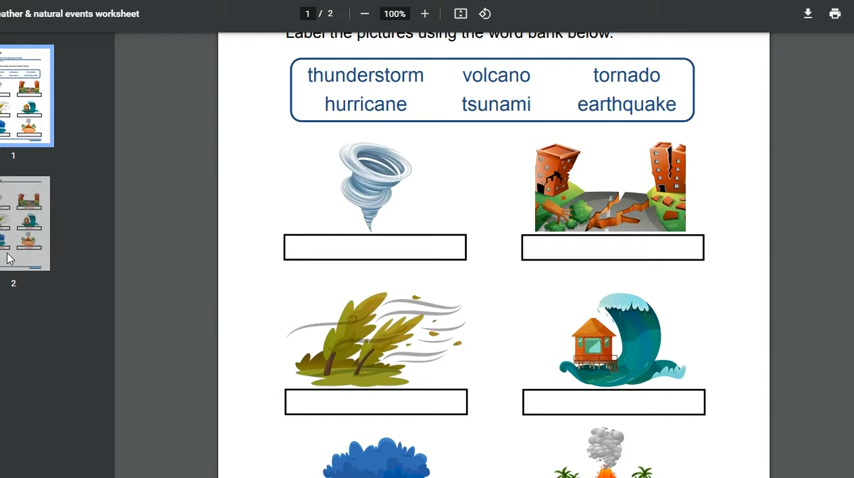 eather & natural events worksheet
1 / 2
100%
Label the pictures using the word bank below.
thunderstorm volcano tornado
hurricane tsunami earthquake
1
2